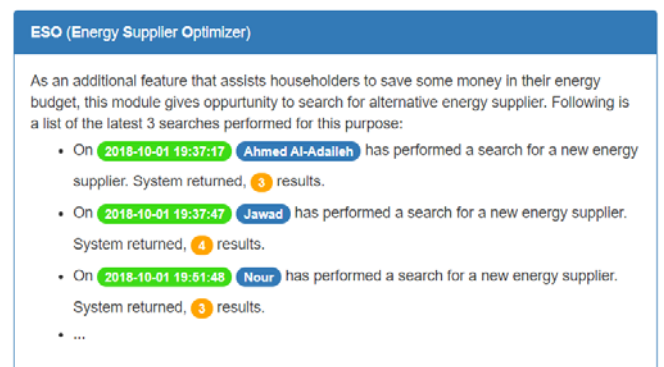 ESO (Energy Supplier Optimizer)
As an additional feature that assists householders to save some money in their energy
budget, this module gives oppurtunity to search for alternative energy supplier. Following is
a list of the latest 3 searches performed for this purpose:
• On 2018-10-01 19:37:17 Ahmed Al-Adaileh has performed a search for a new energy
supplier. System returned, 3 results.
• On 2018-10-01 19:37:47 Jawad has performed a search for a new energy supplier.
System returned, 4 results.
• On 2018-10-01 19:51:48 Nour has performed a search for a new energy supplier.
System returned, 3 results.
• ...